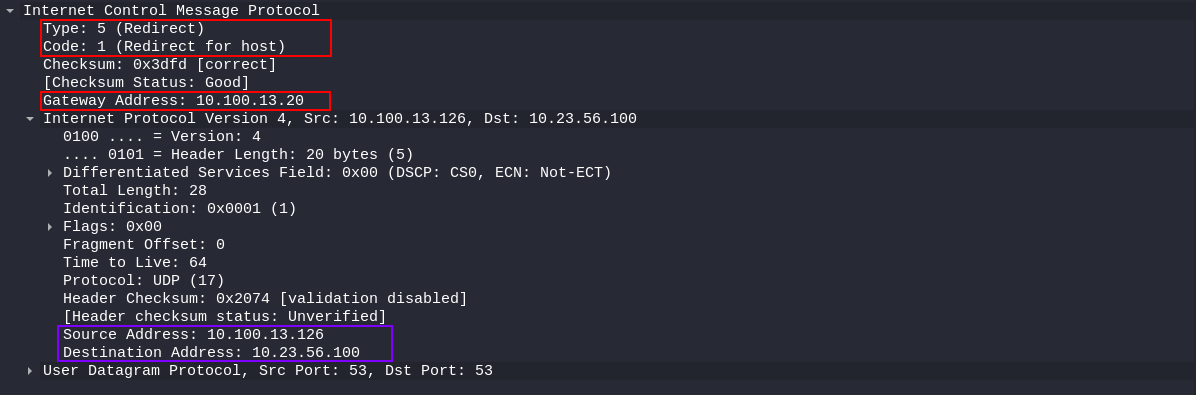 Internet Control Message Protocol
Type: 5 (Redirect)
Code: 1 (Redirect for host)
Checksum: 0x3dfd [correct]
[Checksum Status: Good]
Gateway Address: 10.100.13.20
Internet Protocol Version 4, Src: 10.100.13.126, Dst: 10.23.56.100
0100 .... = Version: 4
.... 0101 = Header Length: 20 bytes (5)
Differentiated Services Field: 0x00 (DSCP: CS0, ECN: Not-ECT)
Total Length: 28
Identification: 0x0001 (1)
Flags: 0x00
Fragment Offset: 0
Time to Live: 64
Protocol: UDP (17)
Header Checksum: 0x2074 [validation disabled]
[Header checksum status: Unverified]
Source Address: 10.100.13.126
Destination Address: 10.23.56.100
User Datagram Protocol, Src Port: 53, Dst Port: 53